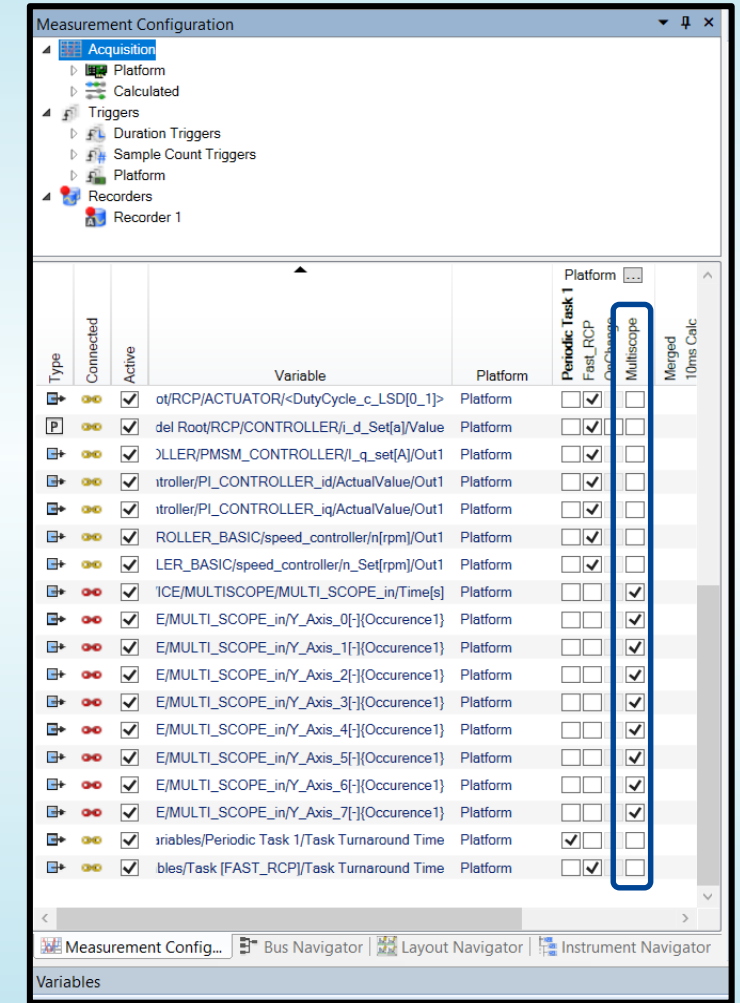 Measurement Configuration
Acquisition
Platform
Calculated
Triggers
Duration Triggers
Sample Count Triggers
Platform
Recorders
Recorder 1
Platform ...
Type Connected Active Variable Platform Periodic Task 1 Fast_RCP OnChange Multiscope Merged 10ms Calc
ot/RCP/ACTUATOR/<DutyCycle_c_LSD[0_1]> Platform
P del Root/RCP/CONTROLLER/i_d_Set[a]/Value Platform
OLLER/PMSM_CONTROLLER/I_q_set[A]/Out1 Platform
ntroller/PI_CONTROLLER_id/ActualValue/Out1 Platform
ntroller/PI_CONTROLLER_iq/ActualValue/Out1 Platform
ROLLER_BASIC/speed_controller/n[rpm]/Out1 Platform
LER_BASIC/speed_controller/n_Set[rpm]/Out1 Platform
'ICE/MULTISCOPE/MULTI_SCOPE_in/Time[s] Platform
E/MULTI_SCOPE_in/Y_Axis_0[-]{Occurence1} Platform
E/MULTI_SCOPE_in/Y_Axis_1[-]{Occurence1} Platform
E/MULTI_SCOPE_in/Y_Axis_2[-]{Occurence1} Platform
E/MULTI_SCOPE_in/Y_Axis_3[-]{Occurence1} Platform
E/MULTI_SCOPE_in/Y_Axis_4[-]{Occurence1} Platform
E/MULTI_SCOPE_in/Y_Axis_5[-]{Occurence1} Platform
E/MULTI_SCOPE_in/Y_Axis_6[-]{Occurence1} Platform
E/MULTI_SCOPE_in/Y_Axis_7[-]{Occurence1} Platform
ariables/Periodic Task 1/Task Turnaround Time Platform
bles/Task [FAST_RCP]/Task Turnaround Time Platform
Measurement Config... Bus Navigator Layout Navigator Instrument Navigator
Variables